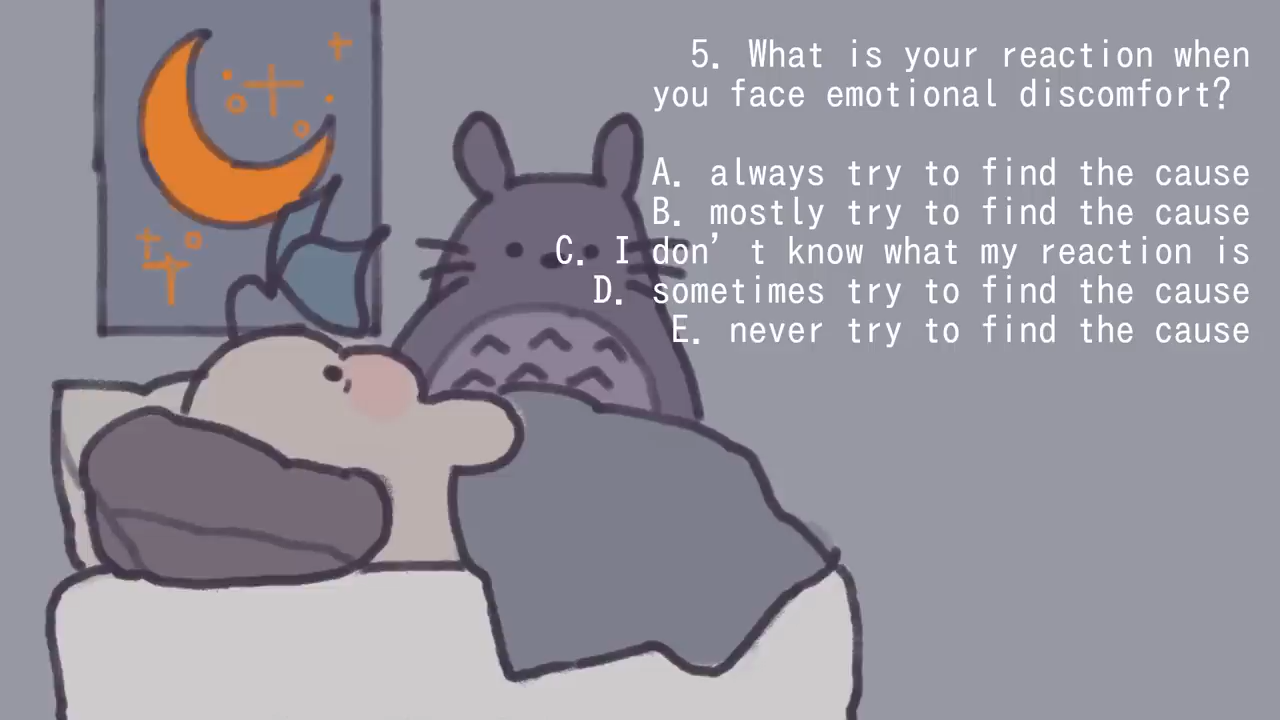 5. What is your reaction when
you face emotional discomfort?
A. always try to find the cause
B. mostly try to find the cause
C. I don’t know what my reaction is
D. sometimes try to find the cause
E. never try to find the cause